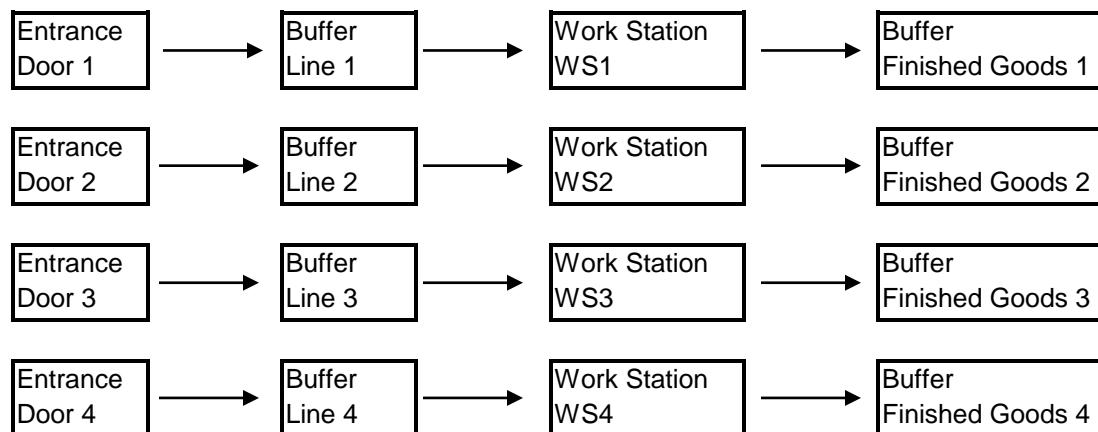 Entrance
Door 1
Buffer
Line 1
Work Station
WS1
Buffer
Finished Goods 1
Entrance
Door 2
Buffer
Line 2
Work Station
WS2
Buffer
Finished Goods 2
Entrance
Door 3
Buffer
Line 3
Work Station
WS3
Buffer
Finished Goods 3
Entrance
Door 4
Buffer
Line 4
Work Station
WS4
Buffer
Finished Goods 4